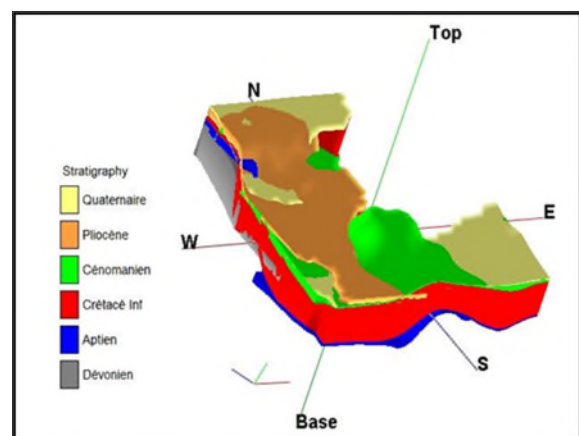 Top
N
Stratigraphy
Quaternaire
Pliocène
Cénomanien
Crétacé Inf
Aptien
Dévonien
W
E
S
Base